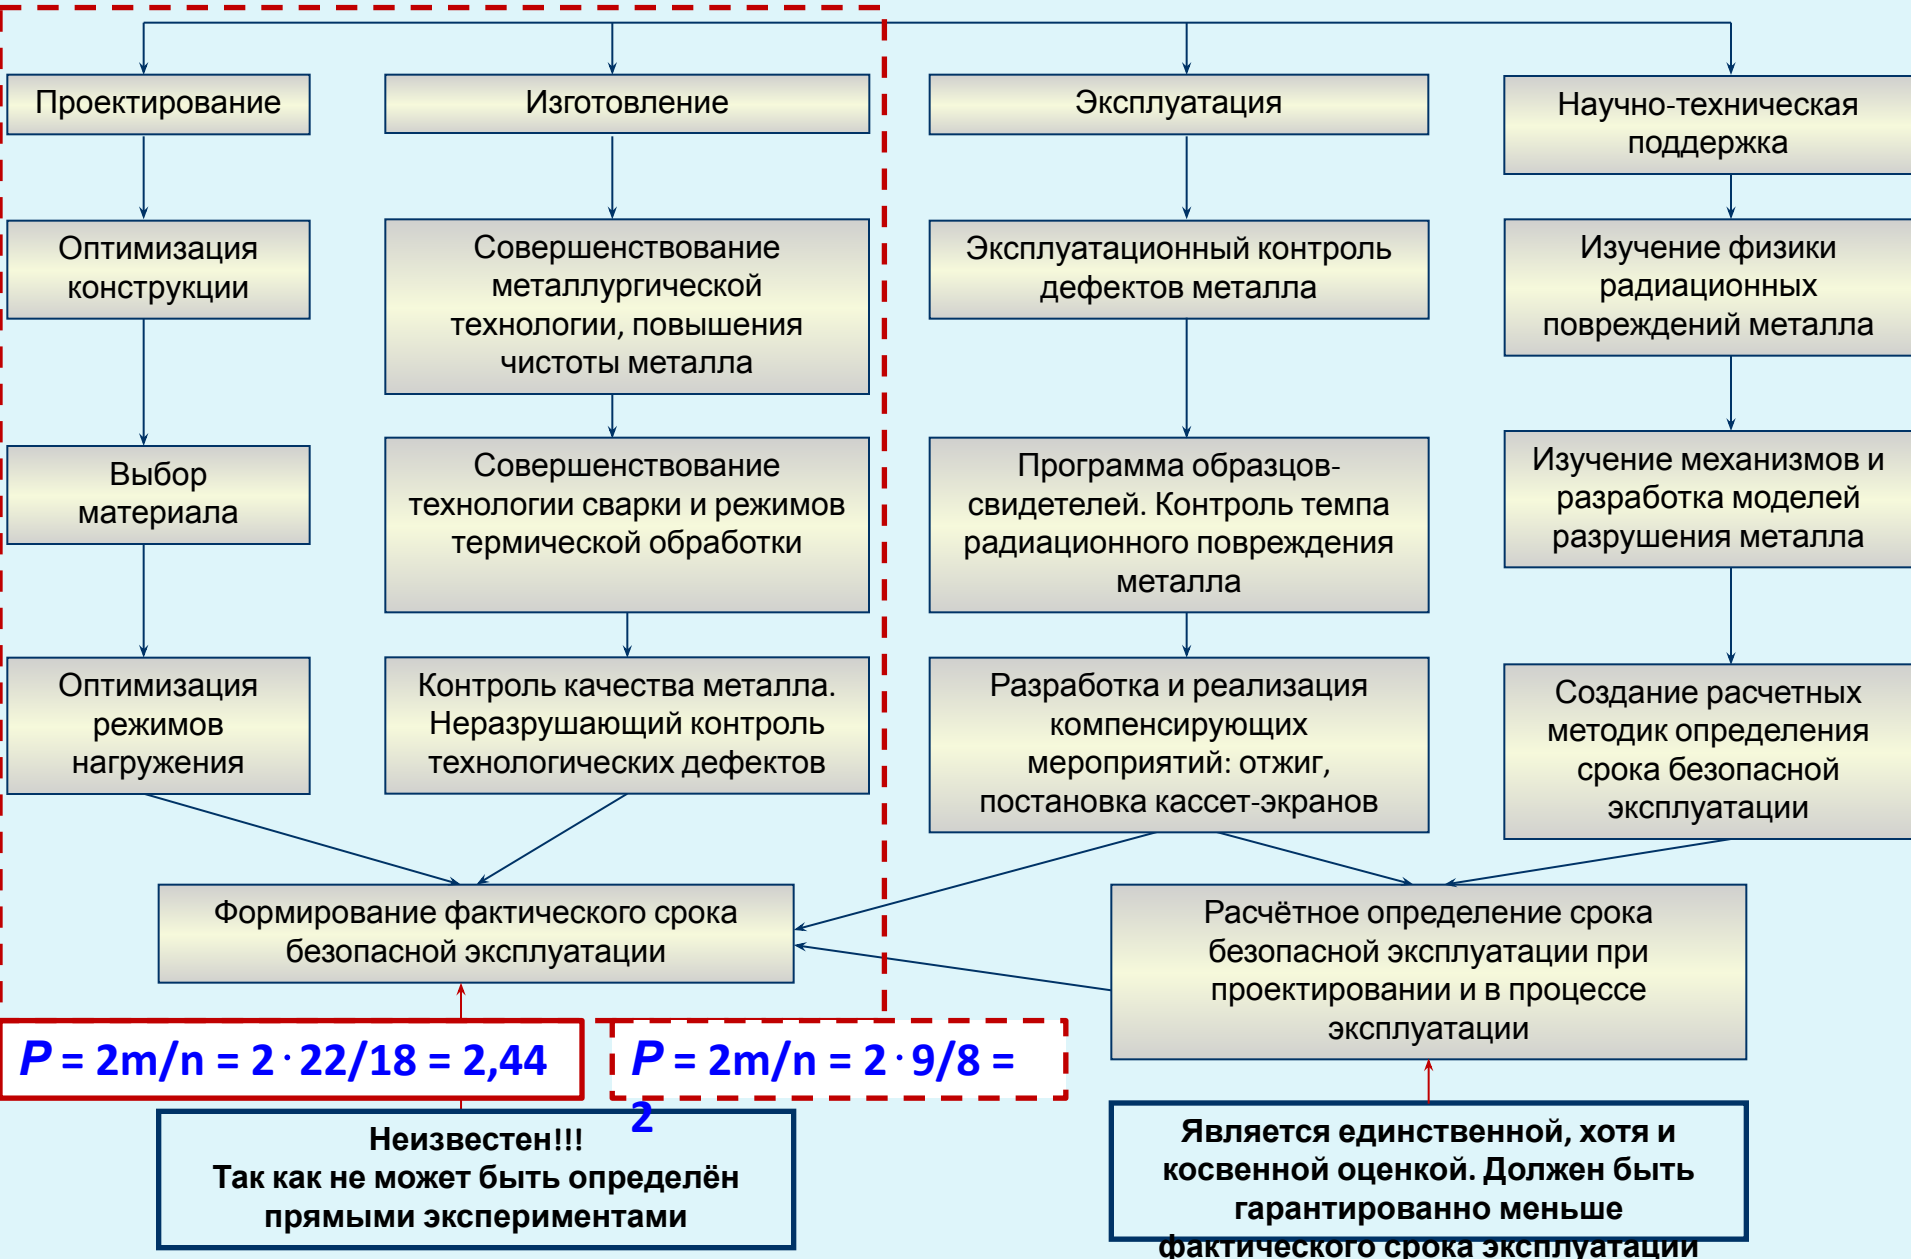 Проектирование
Изготовление
Эксплуатация
Научно-техническая
поддержка
Оптимизация
конструкции
Совершенствование
металлургической
технологии, повышения
чистоты металла
Эксплуатационный контроль
дефектов металла
Изучение физики
радиационных
повреждений металла
Выбор
материала
Совершенствование
технологии сварки и режимов
термической обработки
Программа образцов-
свидетелей. Контроль темпа
радиационного повреждения
металла
Изучение механизмов и
разработка моделей
разрушения металла
Оптимизация
режимов
нагружения
Контроль качества металла.
Неразрушающий контроль
технологических дефектов
Разработка и реализация
компенсирующих
мероприятий: отжиг,
постановка кассет-экранов
Создание расчетных
методик определения
срока безопасной
эксплуатации
Формирование фактического срока
безопасной эксплуатации
Расчётное определение срока
безопасной эксплуатации при
проектировании и в процессе
эксплуатации
P = 2m/n = 2·22/18 = 2,44
P = 2m/n = 2·9/8 =
2
Неизвестен!!!
Так как не может быть определён
прямыми экспериментами
Является единственной, хотя и
косвенной оценкой. Должен быть
гарантированно меньше
фактического срока эксплуатации